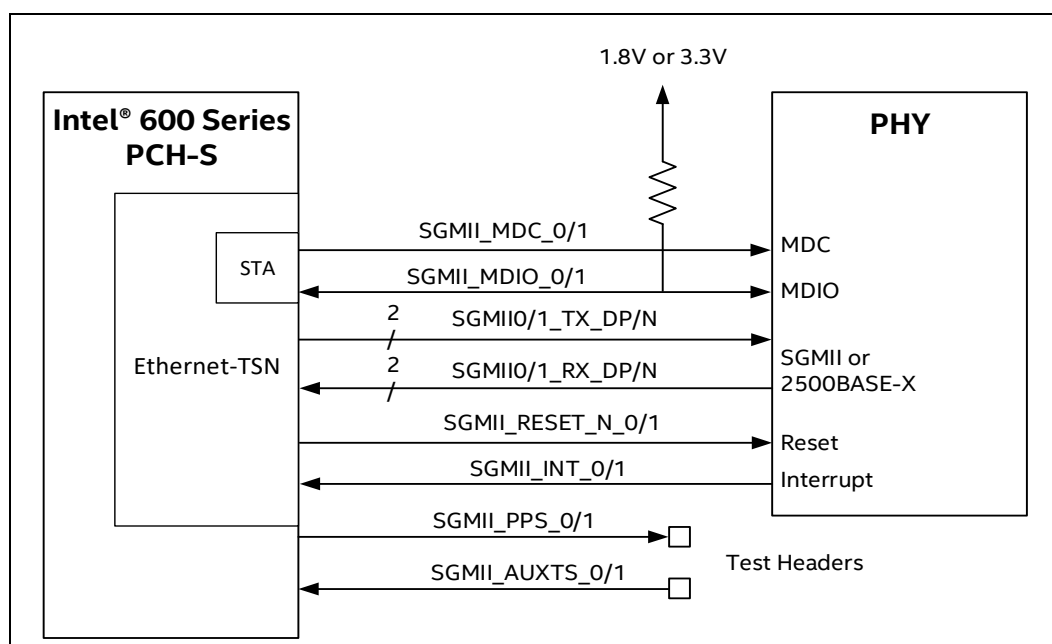 1.8V or 3.3V
Intel® 600 Series
PCH-S
PHY
STA
Ethernet-TSN
SGMII_MDC_0/1
MDC
SGMII_MDIO_0/1
MDIO
2
SGMII0/1_TX_DP/N
2
SGMII0/1_RX_DP/N
SGMII or
2500BASE-X
SGMII_RESET_N_0/1
Reset
SGMII_INT_0/1
Interrupt
SGMII_PPS_0/1
SGMII_AUXTS_0/1
Test Headers